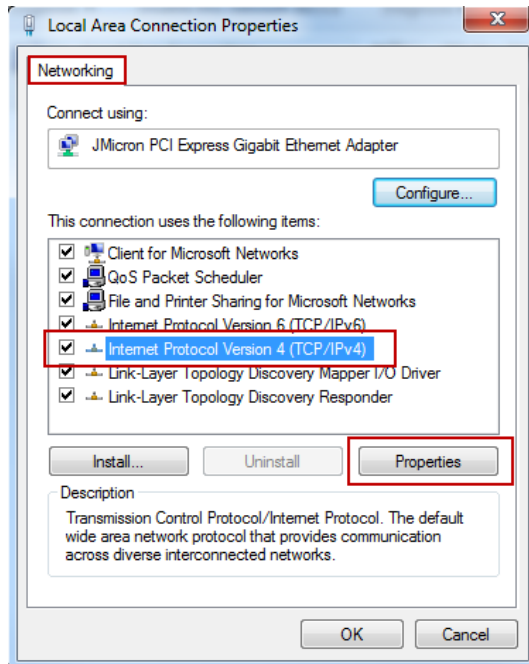 Local Area Connection Properties
Networking
Connect using:
JMicron PCI Express Gigabit Ethernet Adapter
Configure...
This connection uses the following items:
Client for Microsoft Networks
QoS Packet Scheduler
File and Printer Sharing for Microsoft Networks
Internet Protocol Version 6 (TCP/IPv6)
Internet Protocol Version 4 (TCP/IPv4)
Link-Layer Topology Discovery Mapper I/O Driver
Link-Layer Topology Discovery Responder
Install...
Uninstall
Properties
Description
Transmission Control Protocol/Internet Protocol. The default
wide area network protocol that provides communication
across diverse interconnected networks.
OK
Cancel